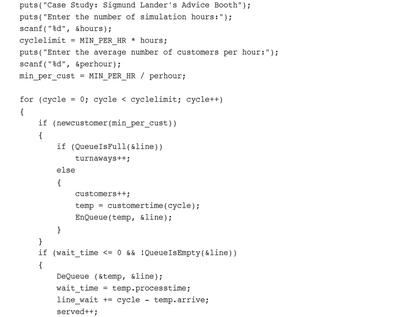 puts("Case Study: Sigmund Lander's Advice Booth");
puts("Enter the number of simulation hours:");
scanf("%d", &hours);
cyclelimit = MIN_PER_HR * hours;
puts("Enter the average number of customers per hour:");
scanf("%d", &perhour);
min_per_cust = MIN_PER_HR / perhour;

for (cycle = 0; cycle < cyclelimit; cycle++)
{
    if (newcustomer(min_per_cust))
    {
        if (QueueIsFull(&line))
            turnaways++;
        else
        {
            customers++;
            temp = customertime(cycle);
            EnQueue(temp, &line);
        }
    }
    if (wait_time <= 0 && !QueueIsEmpty(&line))
    {
        DeQueue (&temp, &line);
        wait_time = temp.processtime;
        line_wait += cycle - temp.arrive;
        served++;